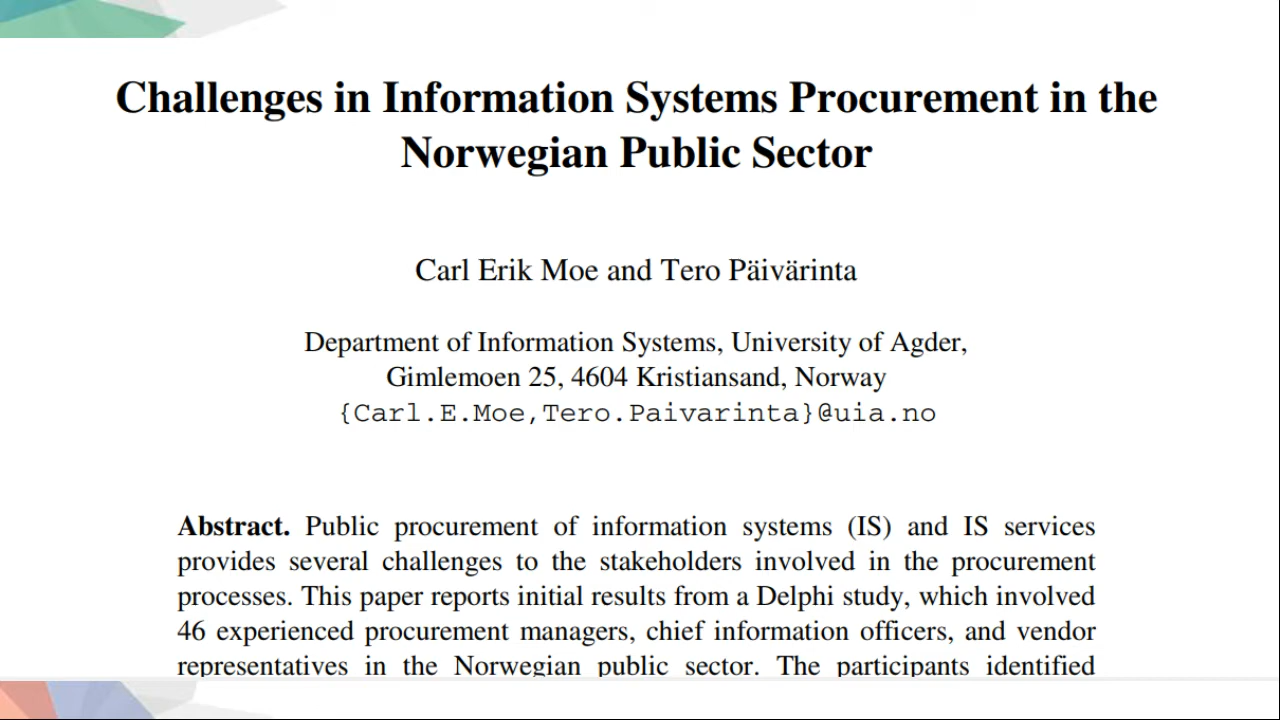 Challenges in Information Systems Procurement in the
Norwegian Public Sector
Carl Erik Moe and Tero Päivärinta
Department of Information Systems, University of Agder,
Gimlemoen 25, 4604 Kristiansand, Norway
{Carl.E.Moe,Tero.Paivarinta}@uia.no
Abstract. Public procurement of information systems (IS) and IS services
provides several challenges to the stakeholders involved in the procurement
processes. This paper reports initial results from a Delphi study, which involved
46 experienced procurement managers, chief information officers, and vendor
representatives in the Norwegian public sector. The participants identified